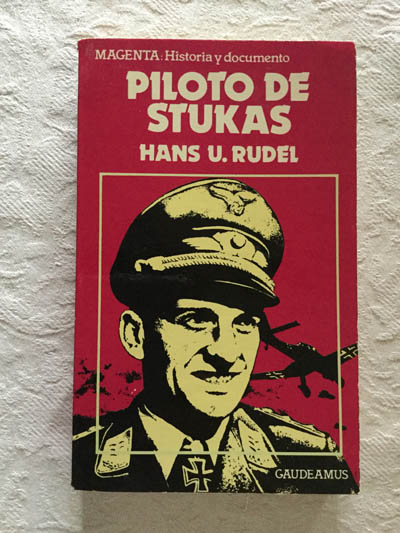 MAGENTA: Historia y documento
PILOTO DE
STUKAS
HANS U. RUDEL
GAUDEAMUS